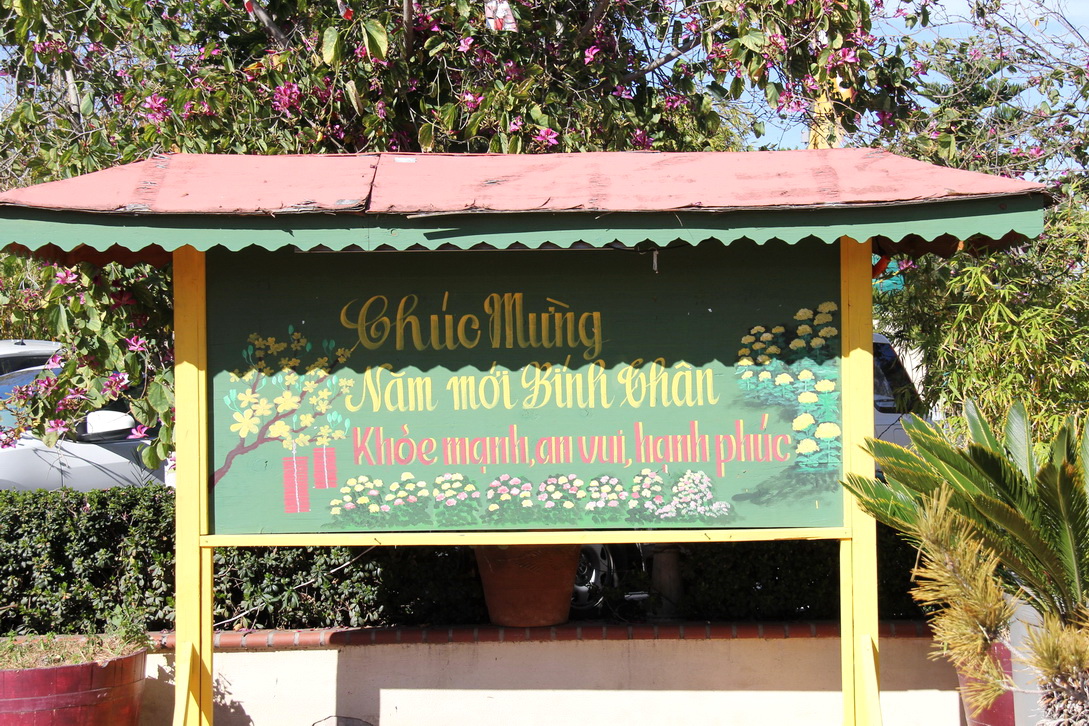 Chúc Mừng
Năm mới Bính Thân
Khỏe mạnh, an vui, hạnh phúc